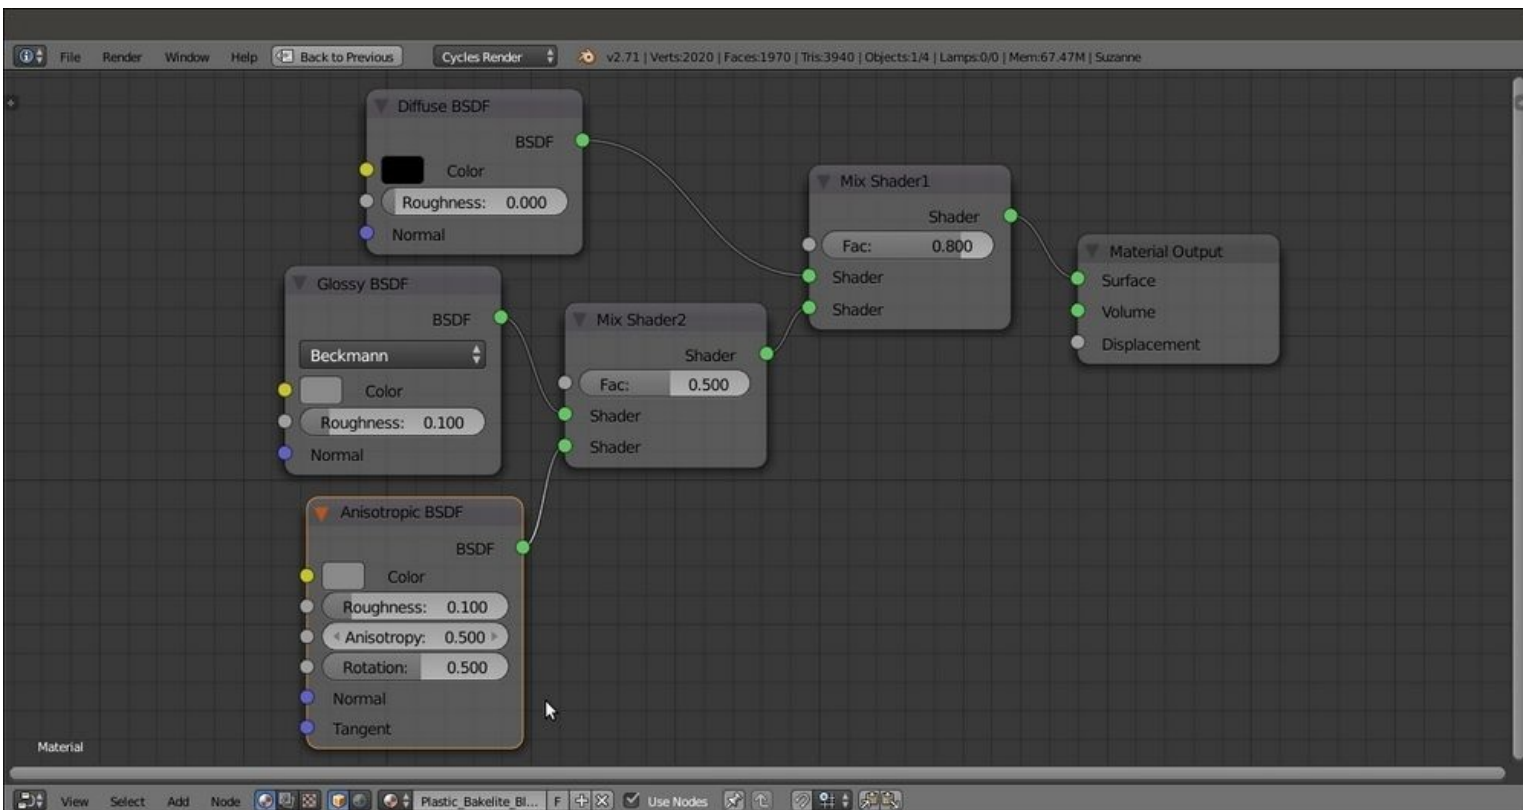 File Render Window Help Back to Previous Cycles Render v2.71 | Verts:2020 | Faces:1970 | Tris:3940 | Objects:1/4 | Lamps:0/0 | Mem:67.47M | Suzanne
Diffuse BSDF
BSDF
Color
Roughness: 0.000
Normal
Glossy BSDF
BSDF
Beckmann
Color
Roughness: 0.100
Normal
Anisotropic BSDF
BSDF
Color
Roughness: 0.100
Anisotropy: 0.500
Rotation: 0.500
Normal
Tangent
Mix Shader2
Shader
Fac: 0.500
Shader
Shader
Mix Shader1
Shader
Fac: 0.800
Shader
Shader
Material Output
Surface
Volume
Displacement
Material
View Select Add Node Plastic_Bakelite_Bl... F Use Nodes